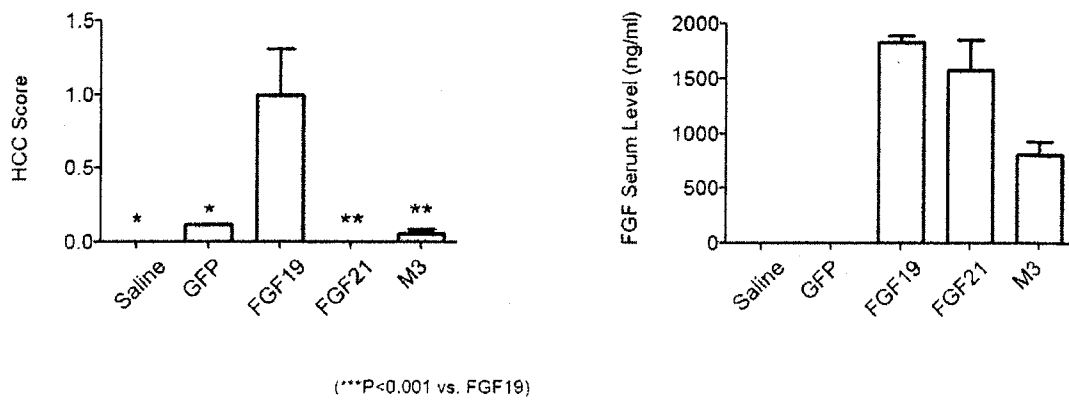 HCC Score
1.5
1.0
0.5
0.0
*
*
**
**
Saline
GFP
FGF19
FGF21
M3
FGF Serum Level (ng/ml)
2000
1500
1000
500
0
Saline
GFP
FGF19
FGF21
M3
(***P<0.001 vs. FGF19)